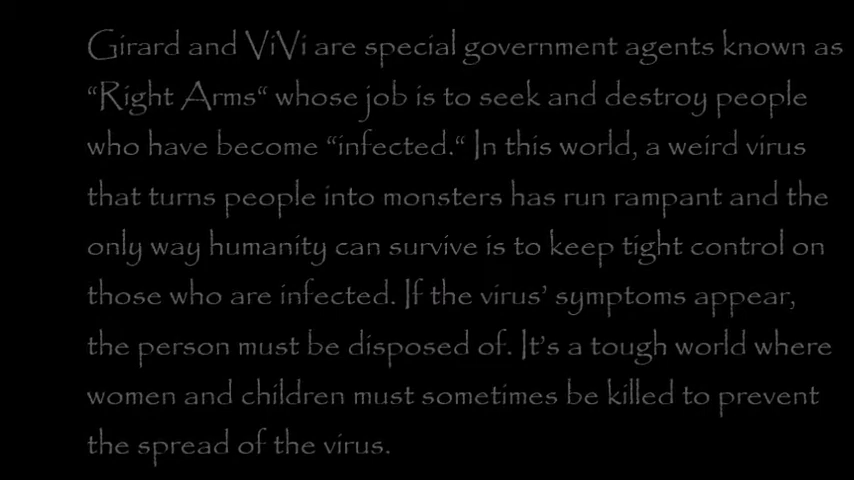 Girard and ViVi are special government agents known as
“Right Arms“ whose job is to seek and destroy people
who have become “infected.“ In this world, a weird virus
that turns people into monsters has run rampant and the
only way humanity can survive is to keep tight control on
those who are infected. If the virus’ symptoms appear,
the person must be disposed of. It’s a tough world where
women and children must sometimes be killed to prevent
the spread of the virus.